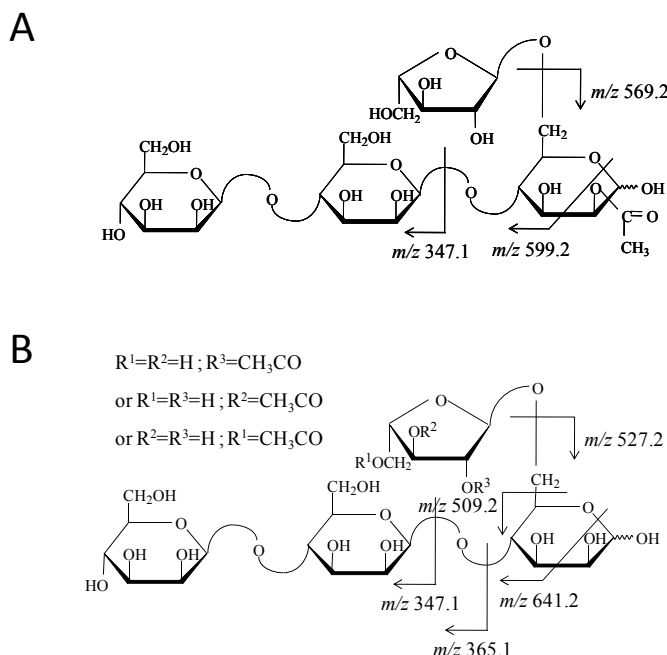 A
O
O
OH
HOCH₂
OH
m/z 569.2
CH₂OH
CH₂OH
CH₂
O
O
O
OH
OH
O
OH
OH
O
OH
O
OH
HO
C=O
CH₃
m/z 347.1
m/z 599.2
B
R¹=R²=H ; R³=CH₃CO
or R¹=R³=H ; R²=CH₃CO
or R²=R³=H ; R¹=CH₃CO
O
O
OR²
R¹OCH₂
OR³
m/z 527.2
CH₂OH
CH₂OH
m/z 509.2
CH₂
O
O
O
OH
OH
O
OH
OH
O
OH
OH
OH
HO
m/z 347.1
m/z 641.2
m/z 365.1